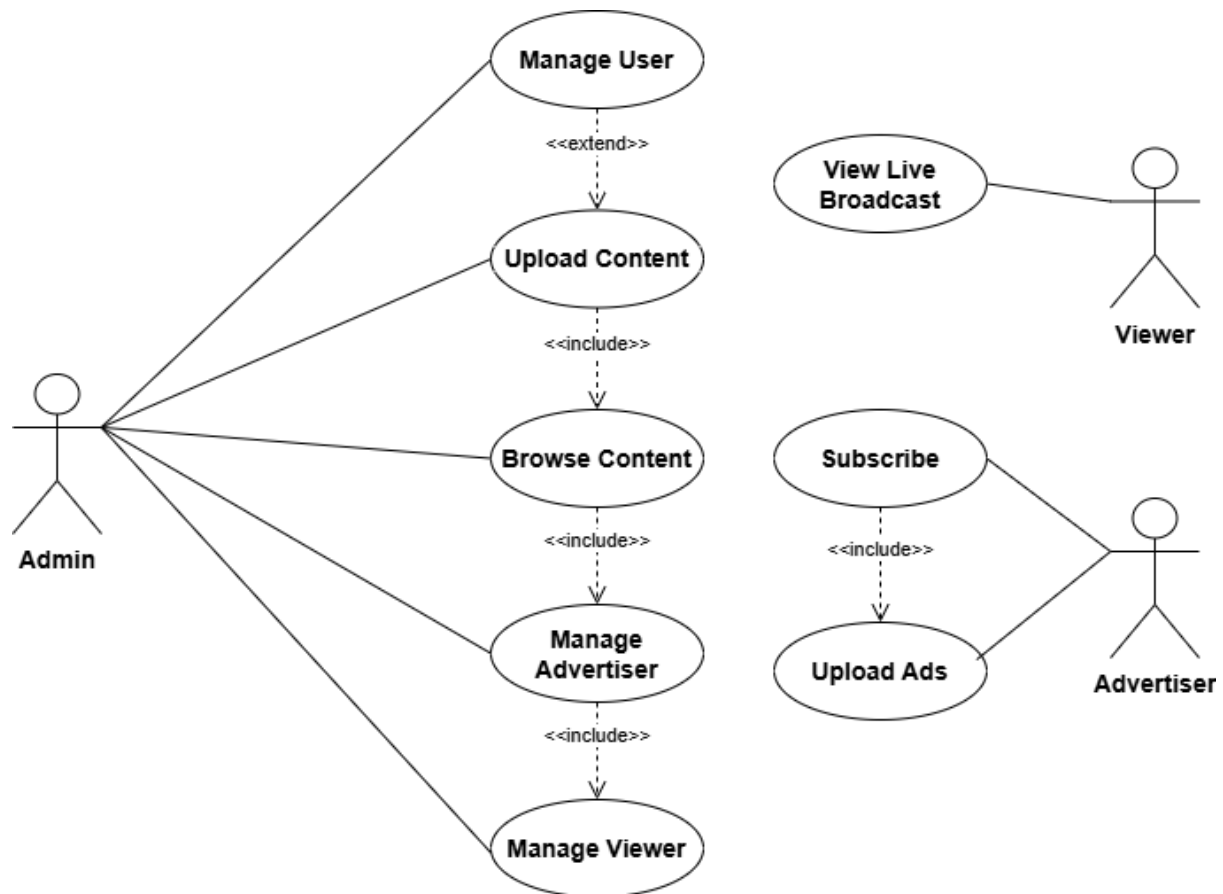 Manage User
<<extend>>
View Live
Broadcast
Upload Content
Viewer
<<include>>
Browse Content
Subscribe
Admin
<<include>>
<<include>>
Manage
Advertiser
Upload Ads
Advertiser
<<include>>
Manage Viewer